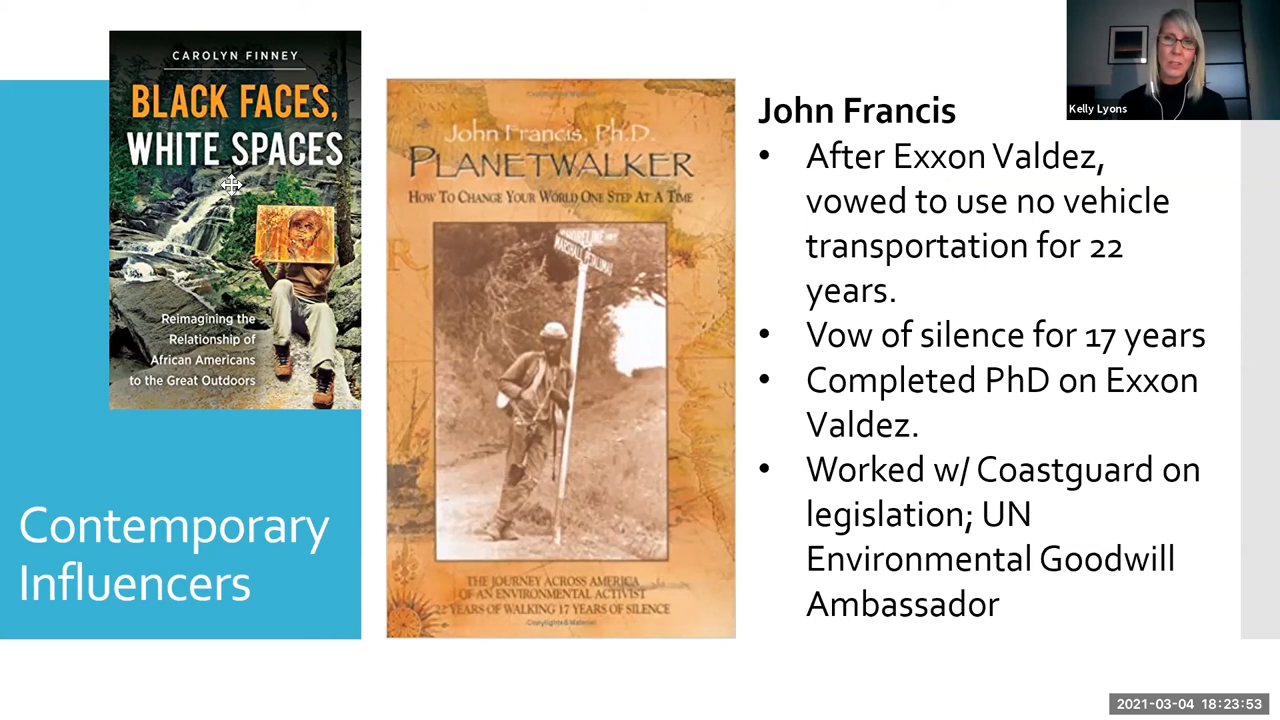 CAROLYN FINNEY
BLACK FACES,
WHITE SPACES
Reimagining the
Relationship of
African Americans
to the Great Outdoors
Contemporary
Influencers
John Francis, Ph.D.
PLANETWALKER
HOW TO CHANGE YOUR WORLD ONE STEP AT A TIME
THE JOURNEY ACROSS AMERICA
OF AN ENVIRONMENTAL ACTIVIST
22 YEARS OF WALKING 17 YEARS OF SILENCE
Copyrighted Material
John Francis
• After Exxon Valdez,
vowed to use no vehicle
transportation for 22
years.
• Vow of silence for 17 years
• Completed PhD on Exxon
Valdez.
• Worked w/ Coastguard on
legislation; UN
Environmental Goodwill
Ambassador
Kelly Lyons
2021-03-04 18:23:53